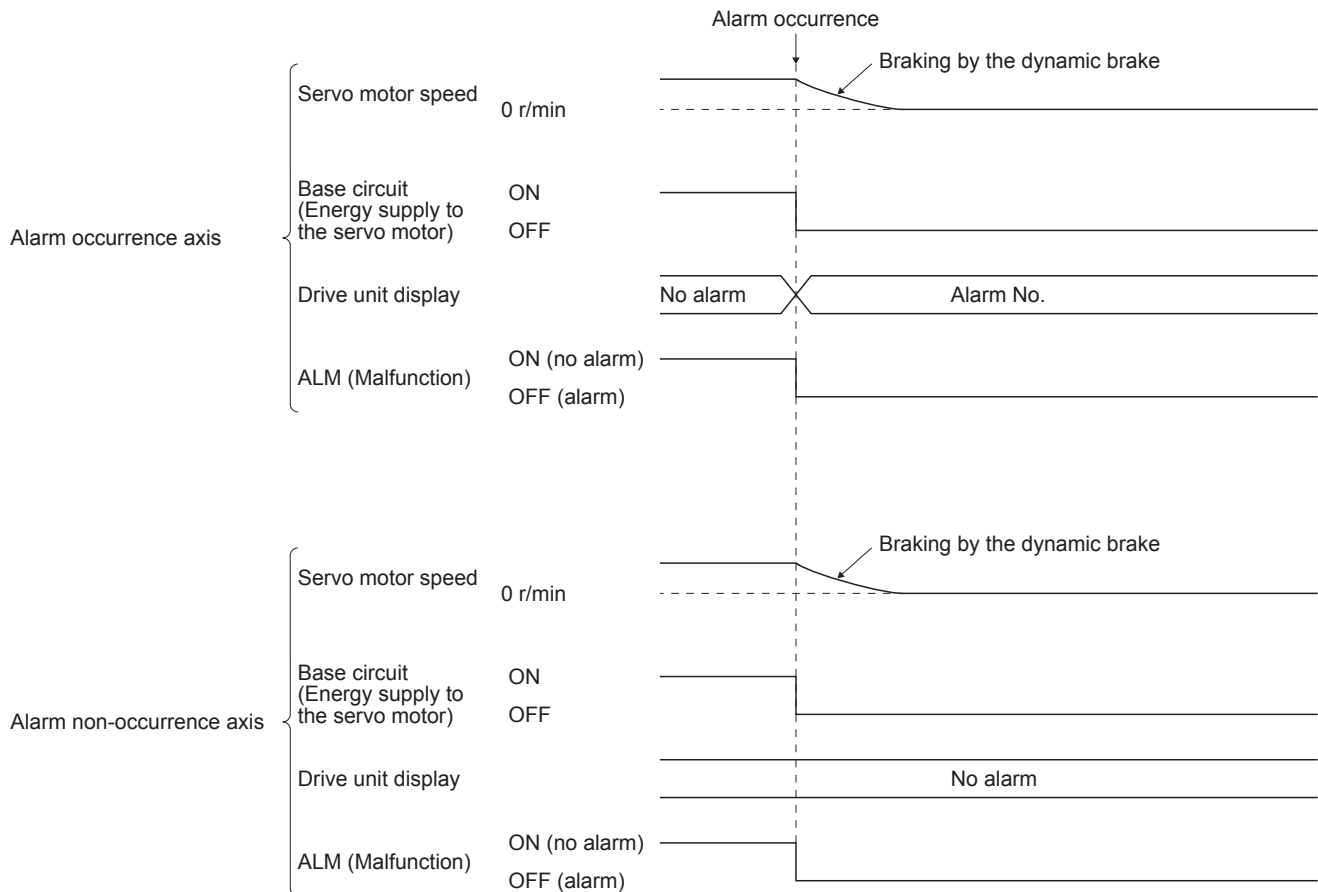 Alarm occurrence
Braking by the dynamic brake
Servo motor speed
0 r/min
Base circuit
(Energy supply to
the servo motor)
ON
OFF
Alarm occurrence axis
Drive unit display
No alarm
Alarm No.
ALM (Malfunction)
ON (no alarm)
OFF (alarm)
Braking by the dynamic brake
Servo motor speed
0 r/min
Base circuit
(Energy supply to
the servo motor)
ON
OFF
Alarm non-occurrence axis
Drive unit display
No alarm
ALM (Malfunction)
ON (no alarm)
OFF (alarm)